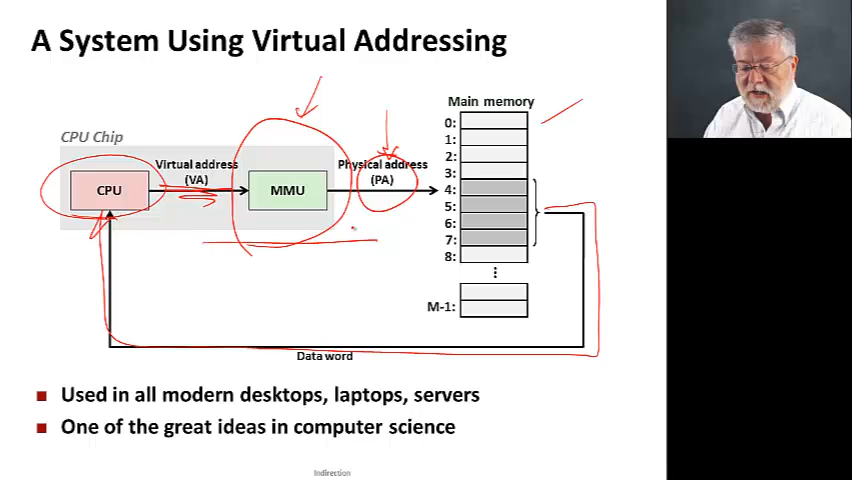 A System Using Virtual Addressing
Main memory
CPU Chip
Virtual address
(VA)
Physical address
(PA)
CPU
MMU
0:
1:
2:
3:
4:
5:
6:
7:
8:
M-1:
Data word
Used in all modern desktops, laptops, servers
One of the great ideas in computer science
Indirection